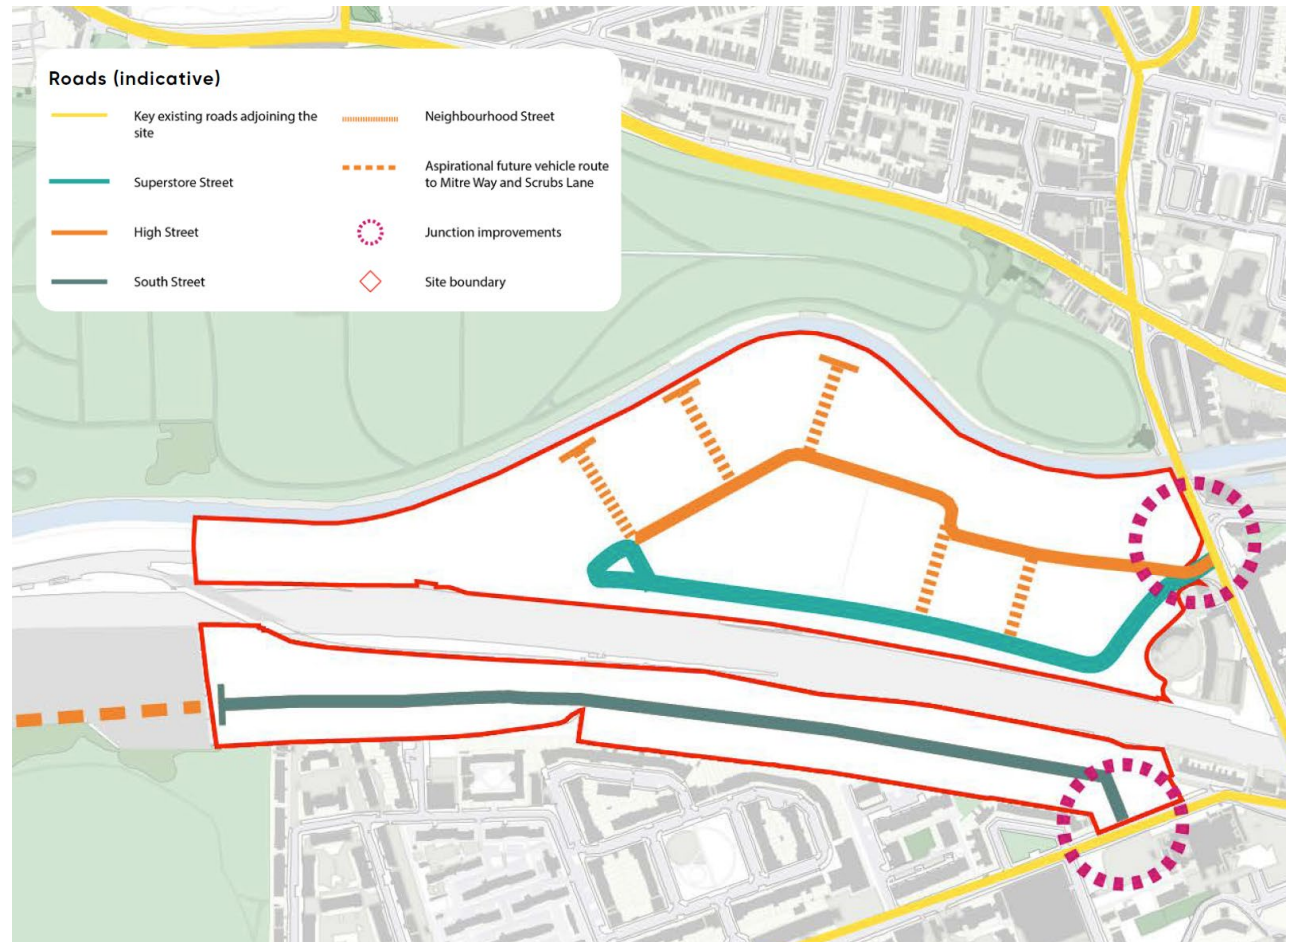 Roads (indicative)
Key existing roads adjoining the
site
Superstore Street
High Street
South Street
Neighbourhood Street
Aspirational future vehicle route
to Mitre Way and Scrubs Lane
Junction improvements
Site boundary